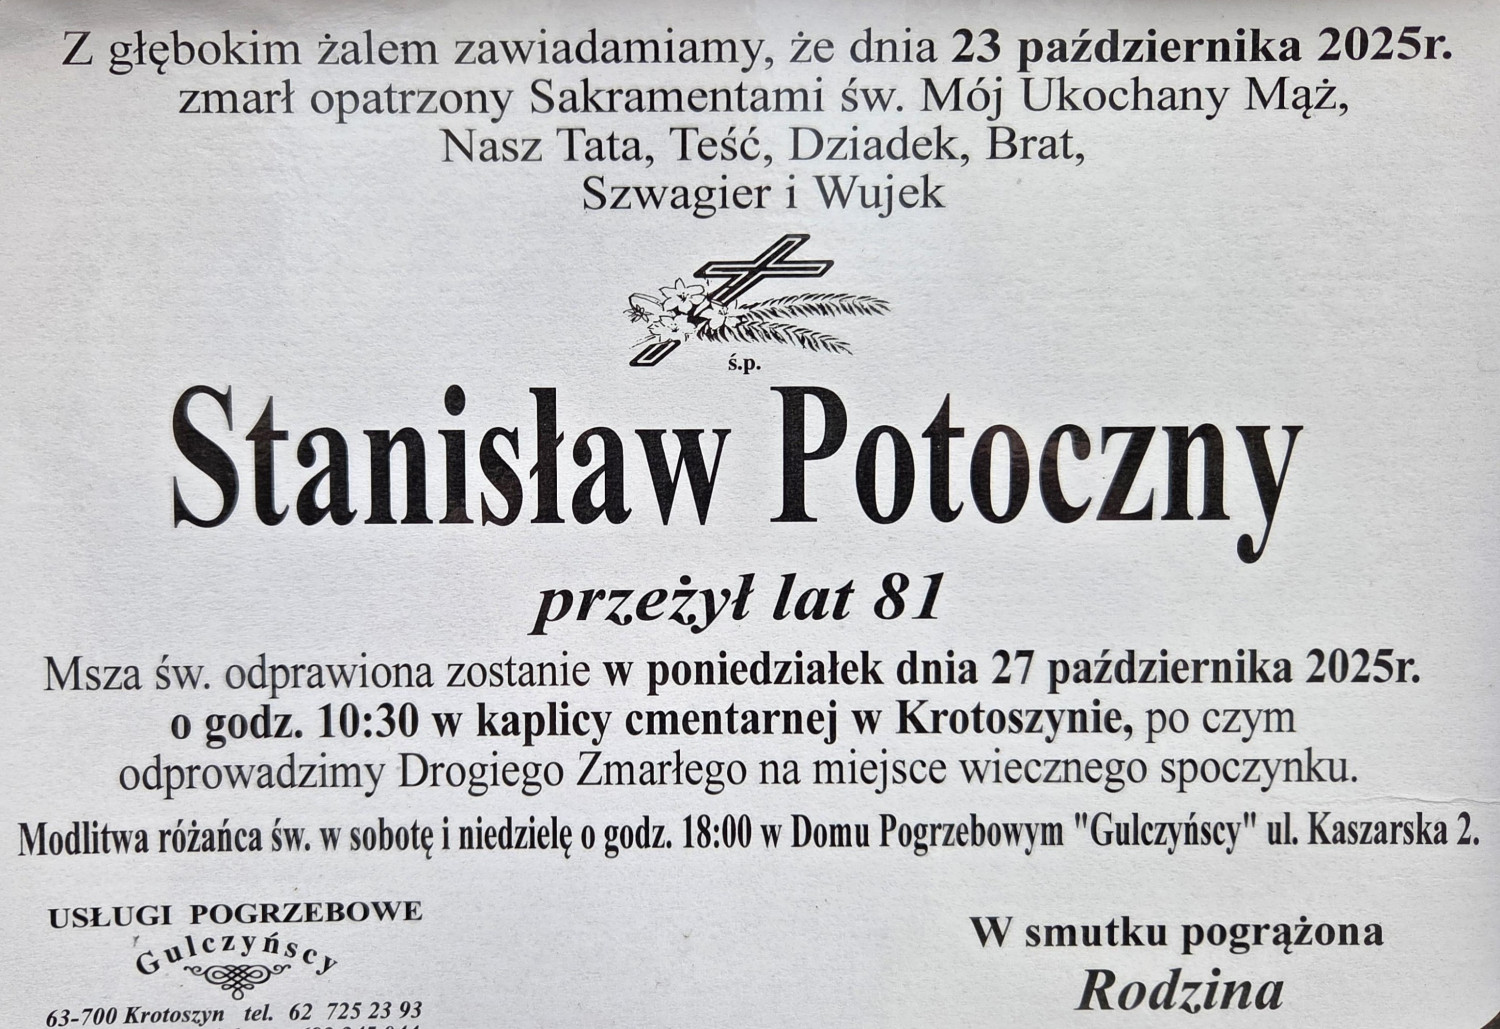 Z głębokim żalem zawiadamiamy, że dnia 23 października 2025r.
zmarł opatrzony Sakramentami św. Mój Ukochany Mąż,
Nasz Tata, Teść, Dziadek, Brat,
Szwagier i Wujek
ś.p.
Stanisław Potoczny
przeżył lat 81
Msza św. odprawiona zostanie w poniedziałek dnia 27 października 2025r.
o godz. 10:30 w kaplicy cmentarnej w Krotoszynie, po czym
odprowadzimy Drogiego Zmarłego na miejsce wiecznego spoczynku.
Modlitwa różańca św. w sobotę i niedzielę o godz. 18:00 w Domu Pogrzebowym "Gulczyńscy" ul. Kaszarska 2.
USŁUGI POGRZEBOWE
Gulczyńscy
63-700 Krotoszyn tel. 62 725 23 93
W smutku pogrążona
Rodzina